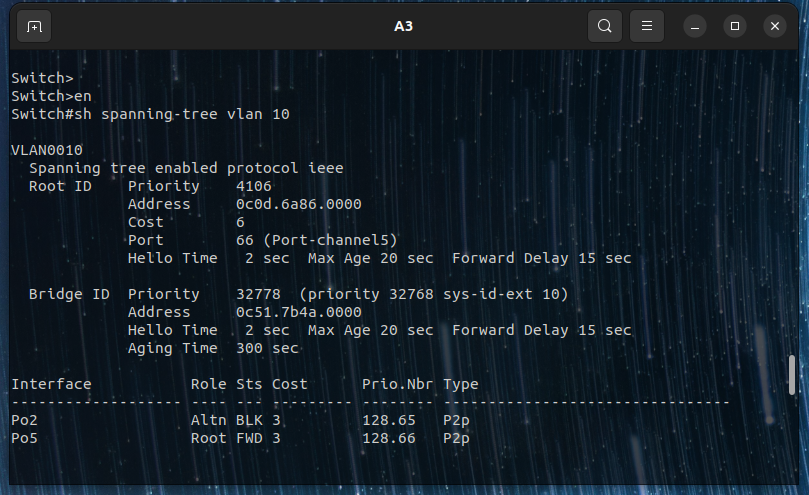 A3
Switch>
Switch>en
Switch#sh spanning-tree vlan 10
VLAN0010
  Spanning tree enabled protocol ieee
  Root ID    Priority    4106
             Address     0c0d.6a86.0000
             Cost        6
             Port        66 (Port-channel5)
             Hello Time   2 sec  Max Age 20 sec  Forward Delay 15 sec
  Bridge ID  Priority    32778  (priority 32768 sys-id-ext 10)
             Address     0c51.7b4a.0000
             Hello Time   2 sec  Max Age 20 sec  Forward Delay 15 sec
             Aging Time  300 sec
Interface           Role Sts Cost      Prio.Nbr Type
------------------- ---- --- --------- -------- --------------------------------
Po2                 Altn BLK 3         128.65   P2p
Po5                 Root FWD 3         128.66   P2p